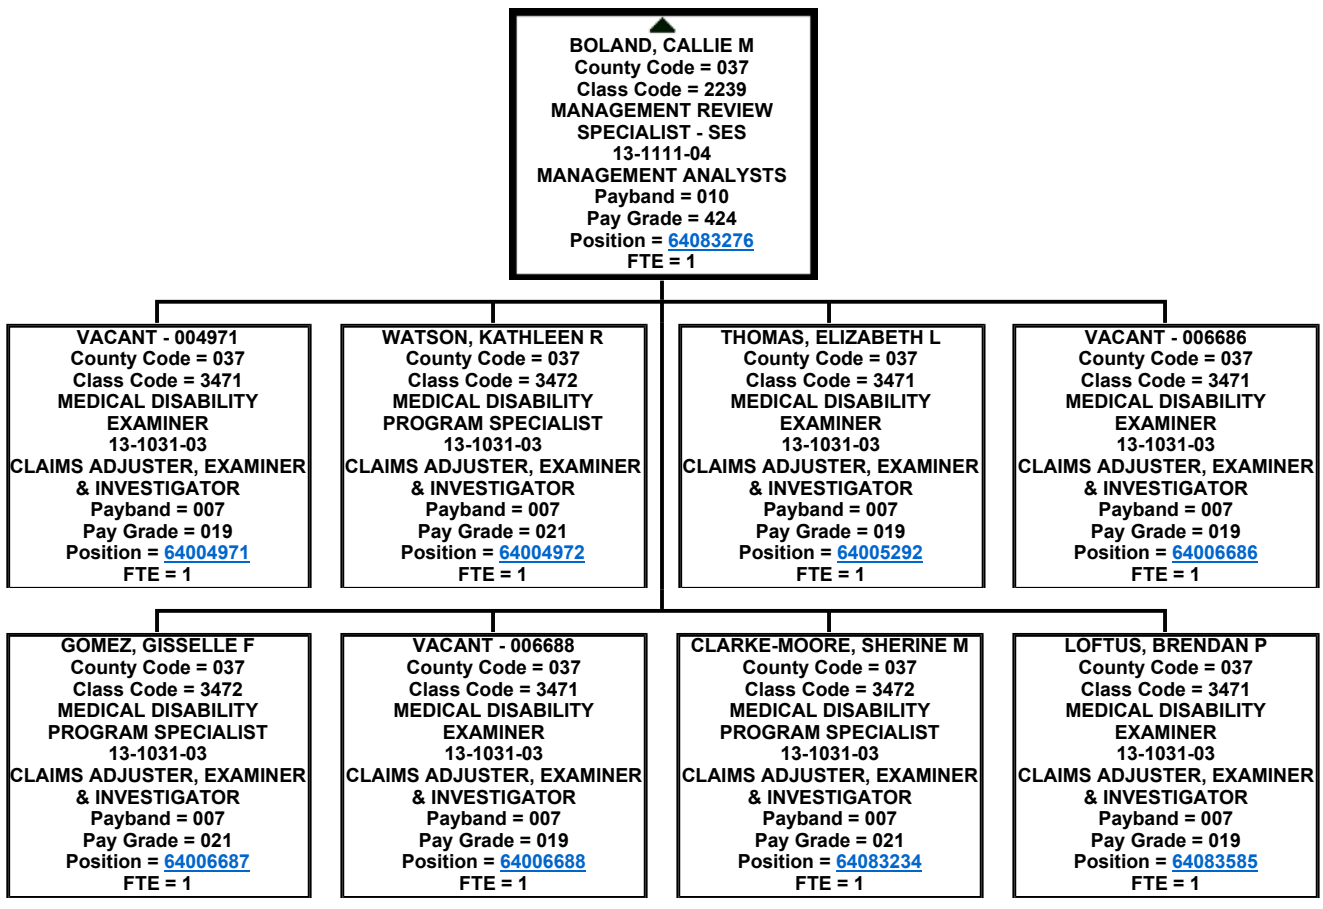 BOLAND, CALLIE M
County Code = 037
Class Code = 2239
MANAGEMENT REVIEW
SPECIALIST - SES
13-1111-04
MANAGEMENT ANALYSTS
Payband = 010
Pay Grade = 424
Position = 64083276
FTE = 1
VACANT - 004971
County Code = 037
Class Code = 3471
MEDICAL DISABILITY
EXAMINER
13-1031-03
CLAIMS ADJUSTER, EXAMINER
& INVESTIGATOR
Payband = 007
Pay Grade = 019
Position = 64004971
FTE = 1
WATSON, KATHLEEN R
County Code = 037
Class Code = 3472
MEDICAL DISABILITY
PROGRAM SPECIALIST
13-1031-03
CLAIMS ADJUSTER, EXAMINER
& INVESTIGATOR
Payband = 007
Pay Grade = 021
Position = 64004972
FTE = 1
THOMAS, ELIZABETH L
County Code = 037
Class Code = 3471
MEDICAL DISABILITY
EXAMINER
13-1031-03
CLAIMS ADJUSTER, EXAMINER
& INVESTIGATOR
Payband = 007
Pay Grade = 019
Position = 64005292
FTE = 1
VACANT - 006686
County Code = 037
Class Code = 3471
MEDICAL DISABILITY
EXAMINER
13-1031-03
CLAIMS ADJUSTER, EXAMINER
& INVESTIGATOR
Payband = 007
Pay Grade = 019
Position = 64006686
FTE = 1
GOMEZ, GISSELLE F
County Code = 037
Class Code = 3472
MEDICAL DISABILITY
PROGRAM SPECIALIST
13-1031-03
CLAIMS ADJUSTER, EXAMINER
& INVESTIGATOR
Payband = 007
Pay Grade = 021
Position = 64006687
FTE = 1
VACANT - 006688
County Code = 037
Class Code = 3471
MEDICAL DISABILITY
EXAMINER
13-1031-03
CLAIMS ADJUSTER, EXAMINER
& INVESTIGATOR
Payband = 007
Pay Grade = 019
Position = 64006688
FTE = 1
CLARKE-MOORE, SHERINE M
County Code = 037
Class Code = 3472
MEDICAL DISABILITY
PROGRAM SPECIALIST
13-1031-03
CLAIMS ADJUSTER, EXAMINER
& INVESTIGATOR
Payband = 007
Pay Grade = 021
Position = 64083234
FTE = 1
LOFTUS, BRENDAN P
County Code = 037
Class Code = 3471
MEDICAL DISABILITY
EXAMINER
13-1031-03
CLAIMS ADJUSTER, EXAMINER
& INVESTIGATOR
Payband = 007
Pay Grade = 019
Position = 64083585
FTE = 1